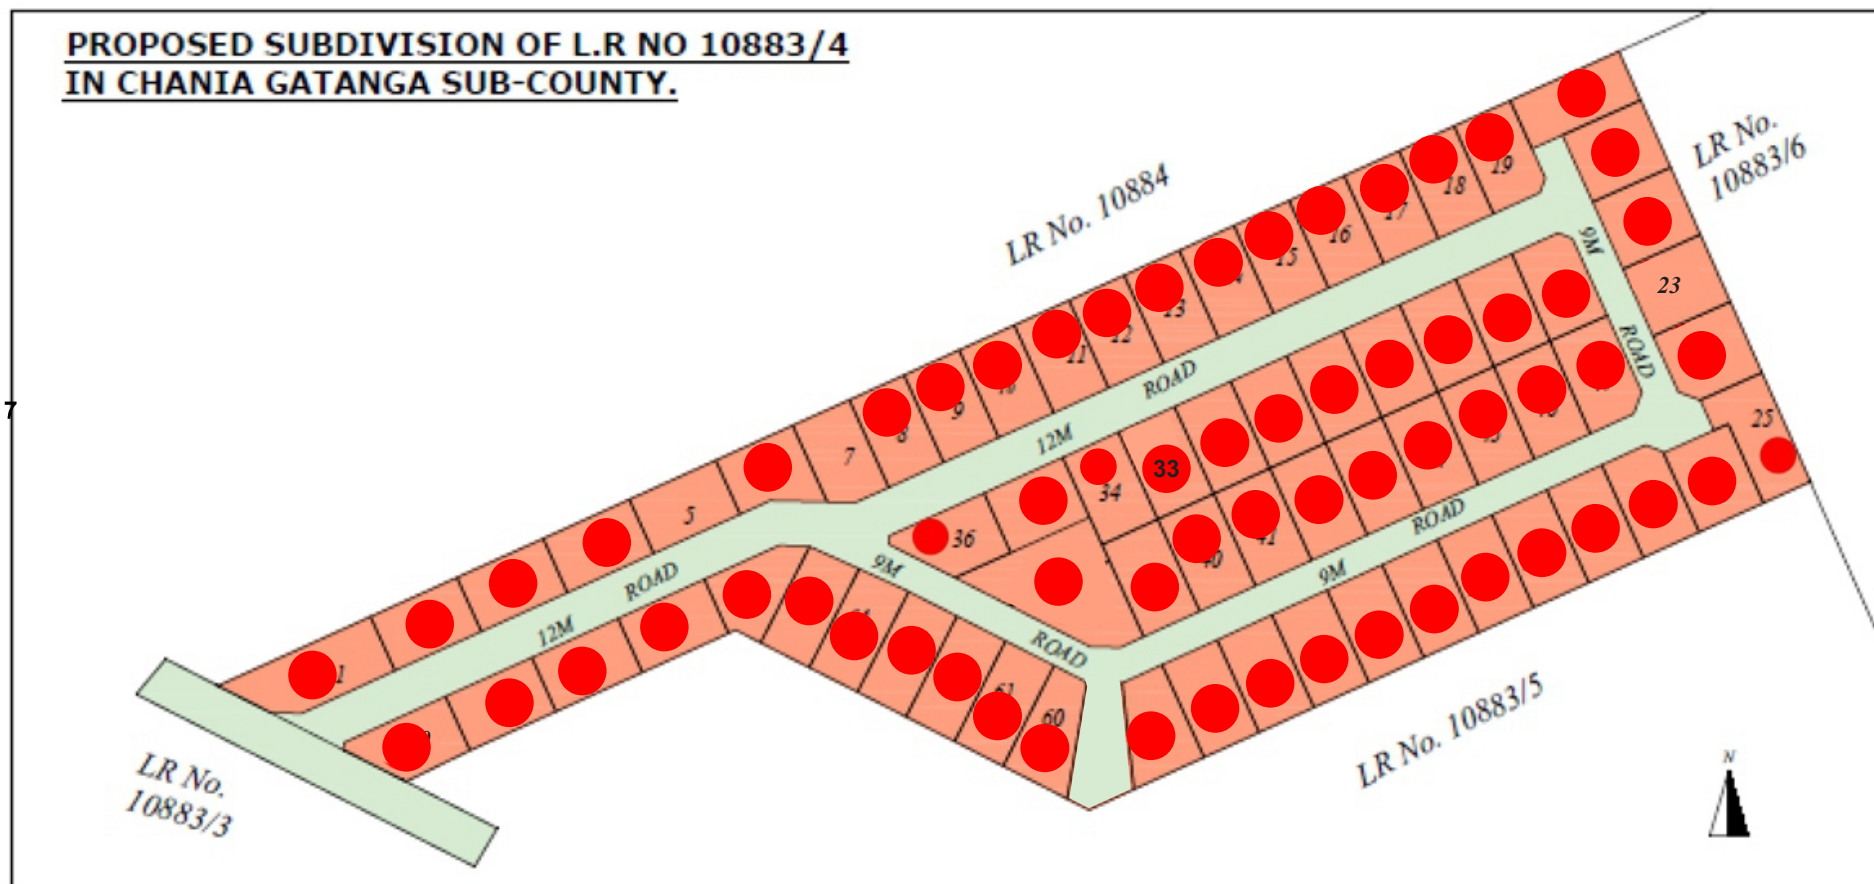 PROPOSED SUBDIVISION OF L.R NO 10883/4
IN CHANIA GATANGA SUB-COUNTY.
LR No. 10884
LR No.
10883/6
19
18
17
16
15
13
12
11
9
8
7
5
1
9M
ROAD
23
25
12M
ROAD
33
34
36
41
9M
ROAD
9M
ROAD
12M
ROAD
61
60
LR No. 10883/5
LR No.
10883/3
7
N